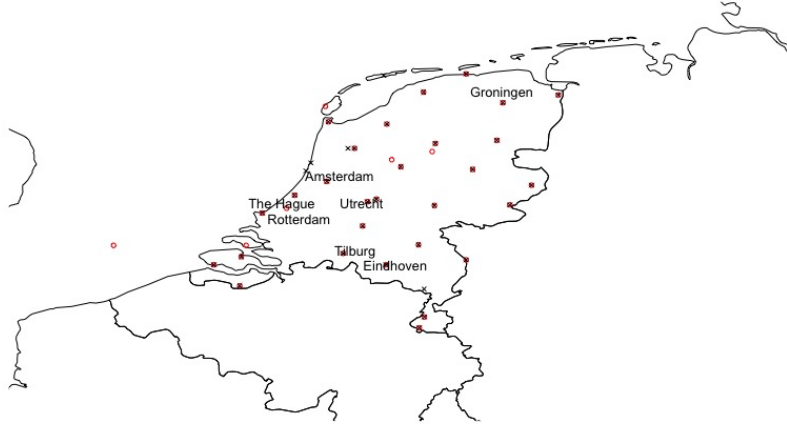 Groningen
Amsterdam
The Hague
Utrecht
Rotterdam
Tilburg
Eindhoven